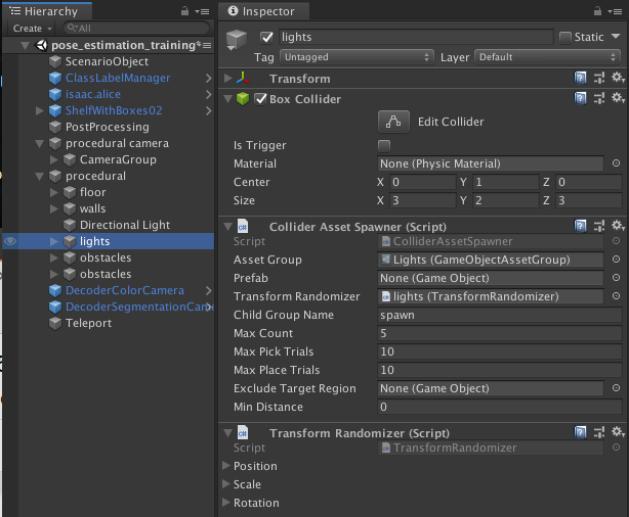 Hierarchy
Create
All
pose_estimation_training*
ScenarioObject
ClassLabelManager
isaac.alice
ShelfWithBoxes02
PostProcessing
procedural camera
CameraGroup
procedural
floor
walls
Directional Light
lights
obstacles
obstacles
DecoderColorCamera
DecoderSegmentationCam
Teleport
Inspector
lights
Static
Tag Untagged Layer Default
Transform
Box Collider
Edit Collider
Is Trigger
Material None (Physic Material)
Center X 0 Y 1 Z 0
Size X 3 Y 2 Z 3
Collider Asset Spawner (Script)
Script ColliderAssetSpawner
Asset Group Lights (GameObjectAssetGroup)
Prefab None (Game Object)
Transform Randomizer lights (TransformRandomizer)
Child Group Name spawn
Max Count 5
Max Pick Trials 10
Max Place Trials 10
Exclude Target Region None (Game Object)
Min Distance 0
Transform Randomizer (Script)
Script TransformRandomizer
Position
Scale
Rotation